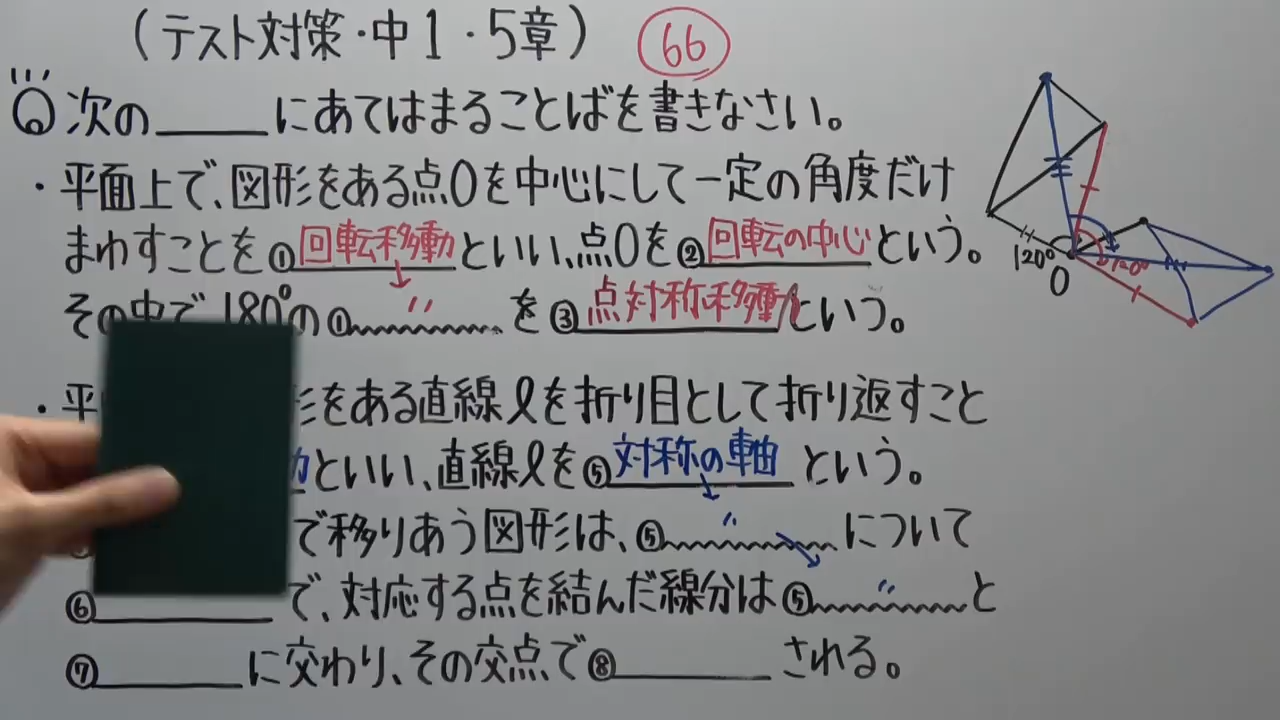 (テスト対策・中1・5章) 66
Q 次の____にあてはまることばを書きなさい。
・平面上で、図形をある点Oを中心にして一定の角度だけ
まわすことを①回転移動といい、点Oを②回転の中心という。
その中で180°の①〃を③点対称移動という。
・平 形をある直線ℓを折り目として折り返すこと
動といい、直線ℓを⑤対称の軸という。
で移りあう図形は、⑤〃について
⑥____で、対応する点を結んだ線分は⑤〃と
⑦____に交わり、その交点で⑧____される。
120°
120°
O